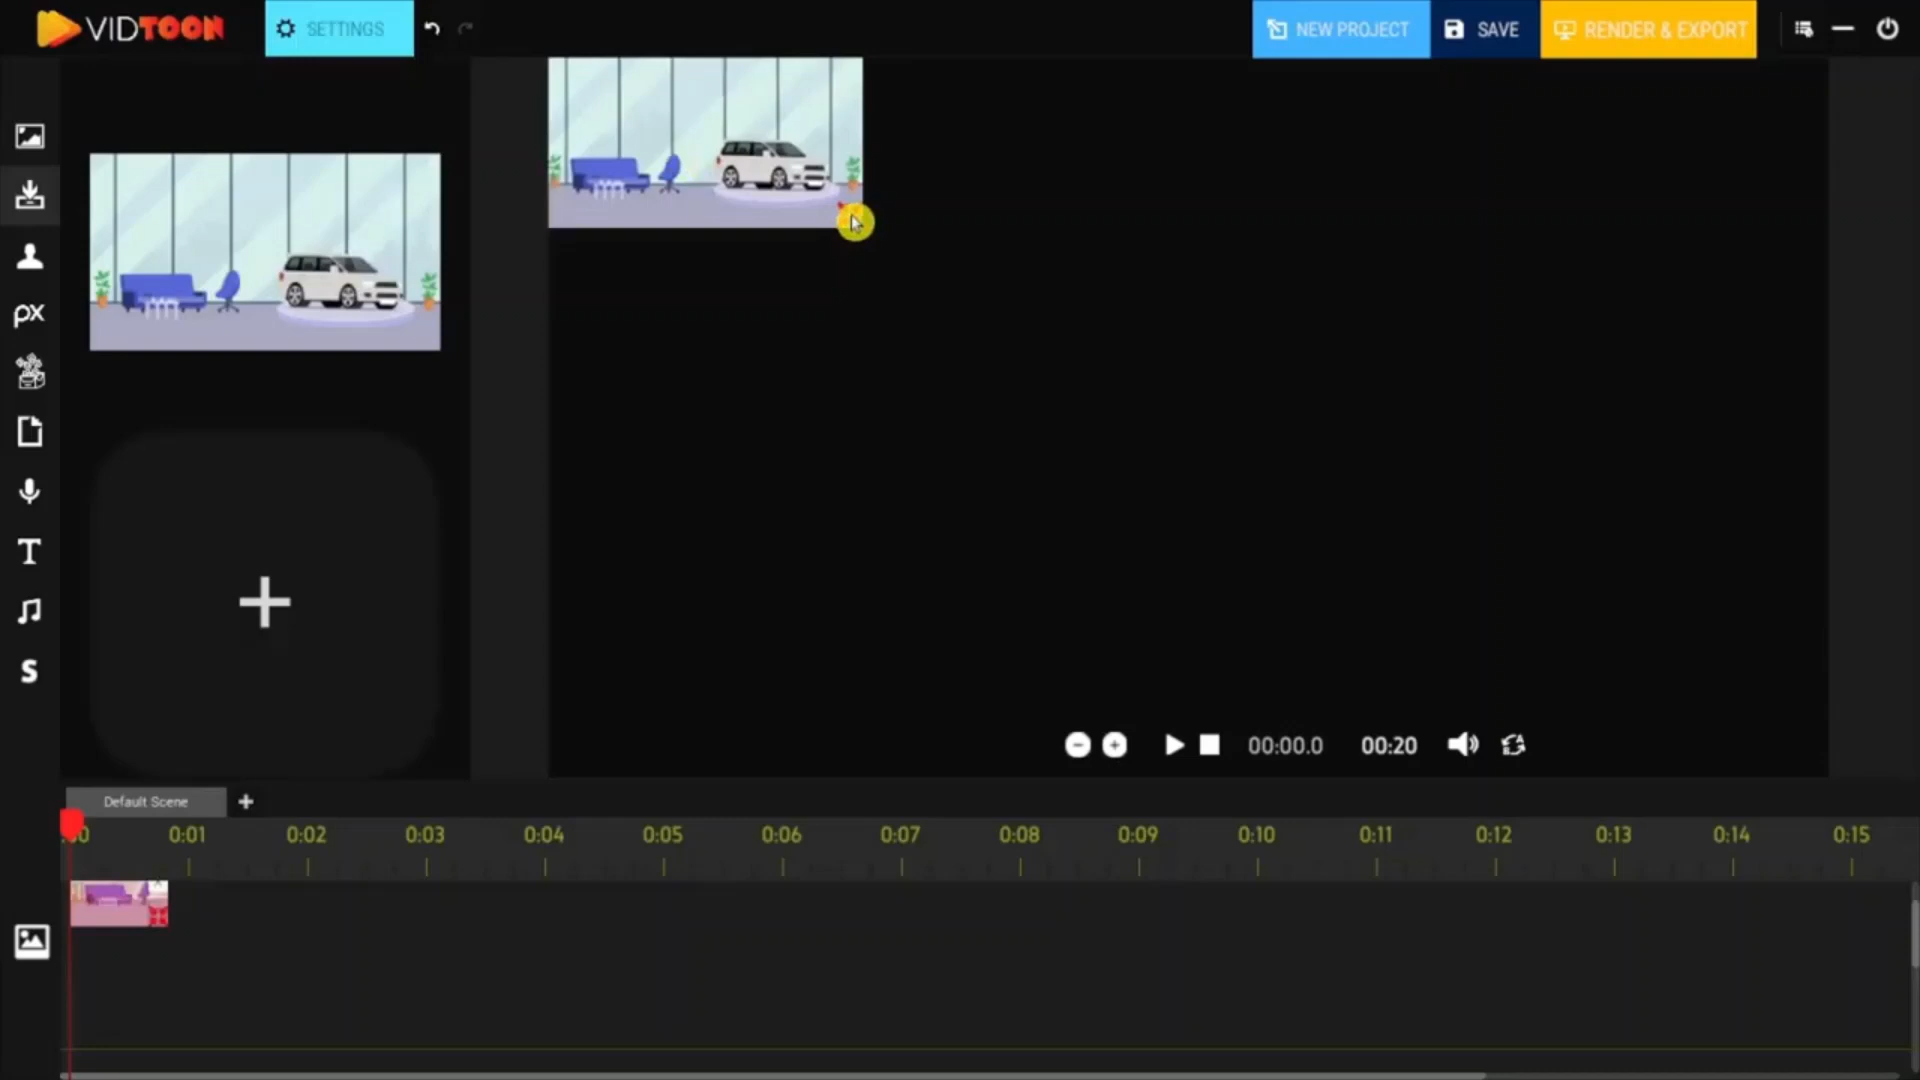 VIDTOON
SETTINGS
NEW PROJECT
SAVE
RENDER & EXPORT
px
T
S
00:00.0
00:20
Default Scene
0:01 0:02 0:03 0:04 0:05 0:06 0:07 0:08 0:09 0:10 0:11 0:12 0:13 0:14 0:15